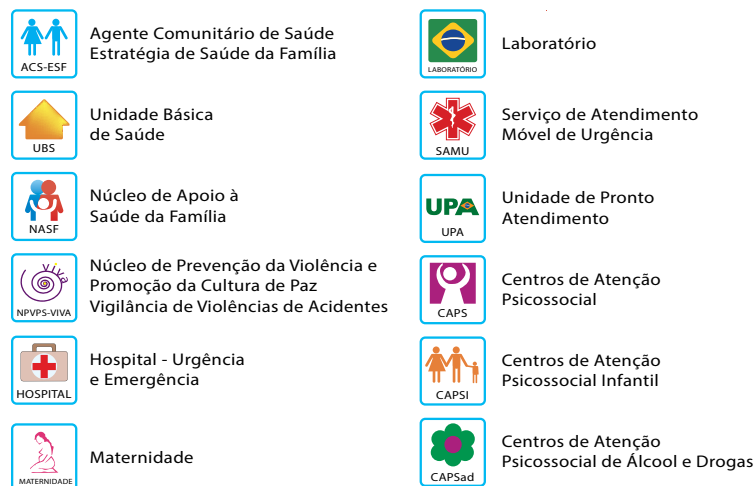 ACS-ESF
Agente Comunitário de Saúde
Estratégia de Saúde da Família
UBS
Unidade Básica
de Saúde
NASF
Núcleo de Apoio à
Saúde da Família
viva
NPVPS-VIVA
Núcleo de Prevenção da Violência e
Promoção da Cultura de Paz
Vigilância de Violências de Acidentes
HOSPITAL
Hospital - Urgência
e Emergência
MATERNIDADE
Maternidade
LABORATÓRIO
Laboratório
SAMU
Serviço de Atendimento
Móvel de Urgência
UPA
UPA
Unidade de Pronto
Atendimento
CAPS
Centros de Atenção
Psicossocial
CAPSI
Centros de Atenção
Psicossocial Infantil
CAPSad
Centros de Atenção
Psicossocial de Álcool e Drogas